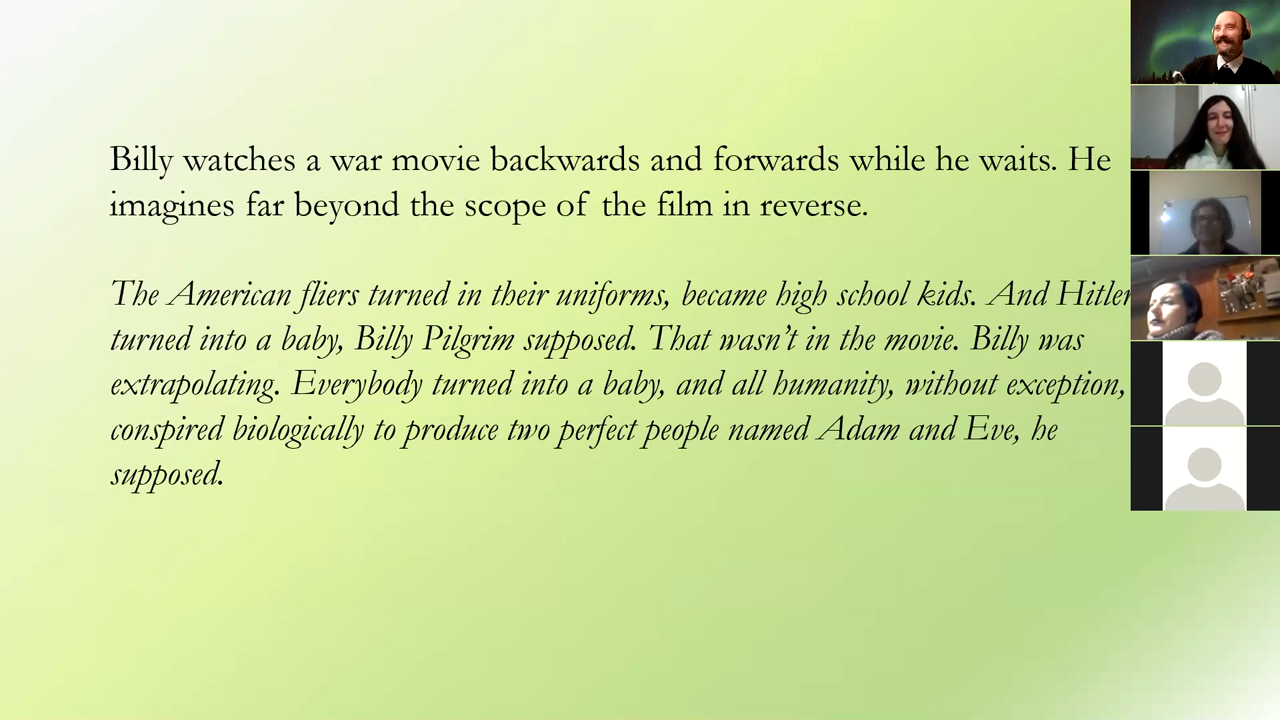 Billy watches a war movie backwards and forwards while he waits. He
imagines far beyond the scope of the film in reverse.
The American fliers turned in their uniforms, became high school kids. And Hitler
turned into a baby, Billy Pilgrim supposed. That wasn’t in the movie. Billy was
extrapolating. Everybody turned into a baby, and all humanity, without exception,
conspired biologically to produce two perfect people named Adam and Eve, he
supposed.